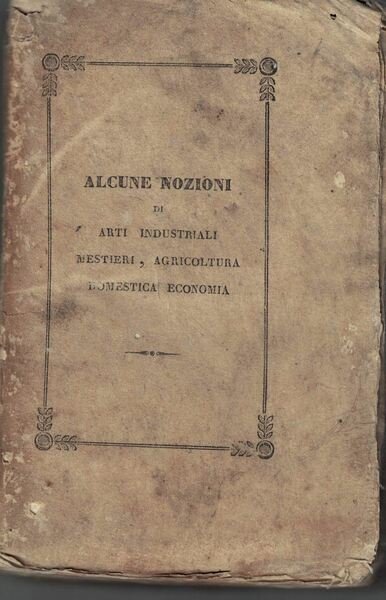 ALCUNE NOZIONI
DI
ARTI INDUSTRIALI
MESTIERI, AGRICOLTURA
DOMESTICA ECONOMIA